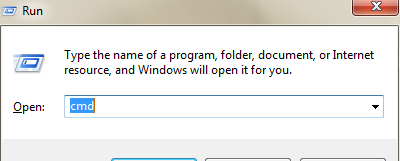 Run
Type the name of a program, folder, document, or Internet
resource, and Windows will open it for you.
Open: cmd